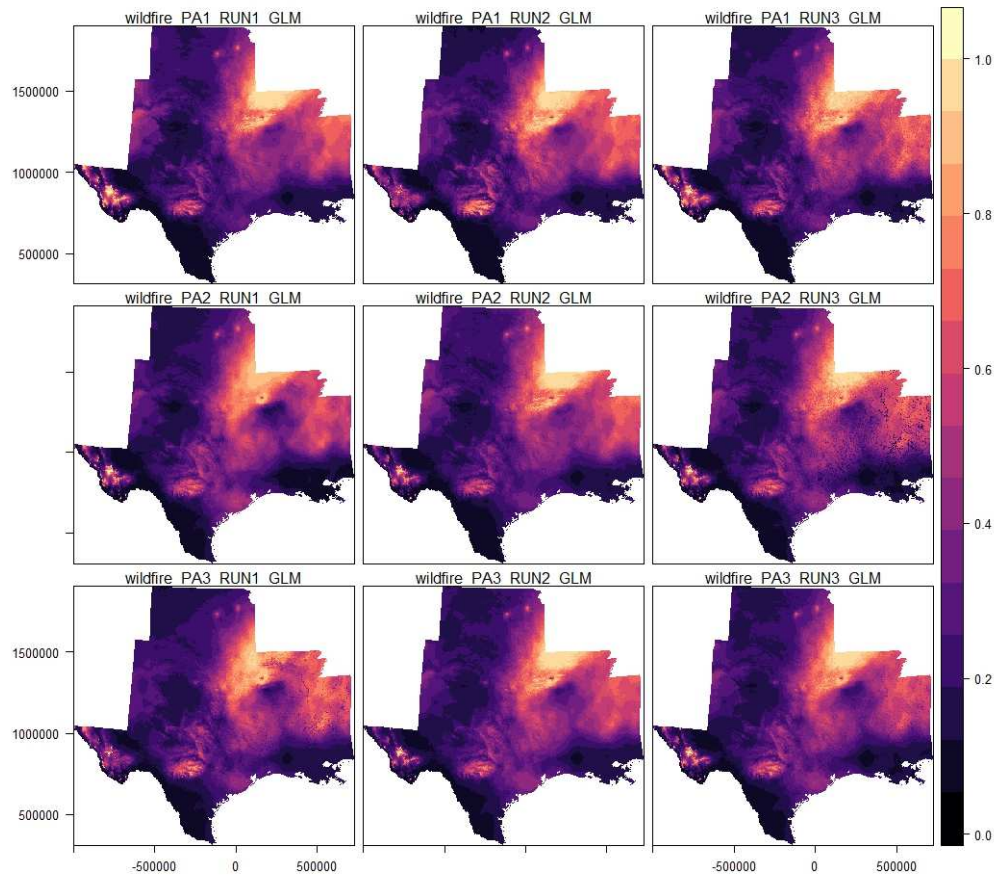 wildfire_PA1_RUN1_GLM
wildfire_PA1_RUN2_GLM
wildfire_PA1_RUN3_GLM
1500000
1000000
500000
wildfire_PA2_RUN1_GLM
wildfire_PA2_RUN2_GLM
wildfire_PA2_RUN3_GLM
wildfire_PA3_RUN1_GLM
wildfire_PA3_RUN2_GLM
wildfire_PA3_RUN3_GLM
1500000
1000000
500000
-500000
0
500000
-500000
0
500000
1.0
0.8
0.6
0.4
0.2
0.0